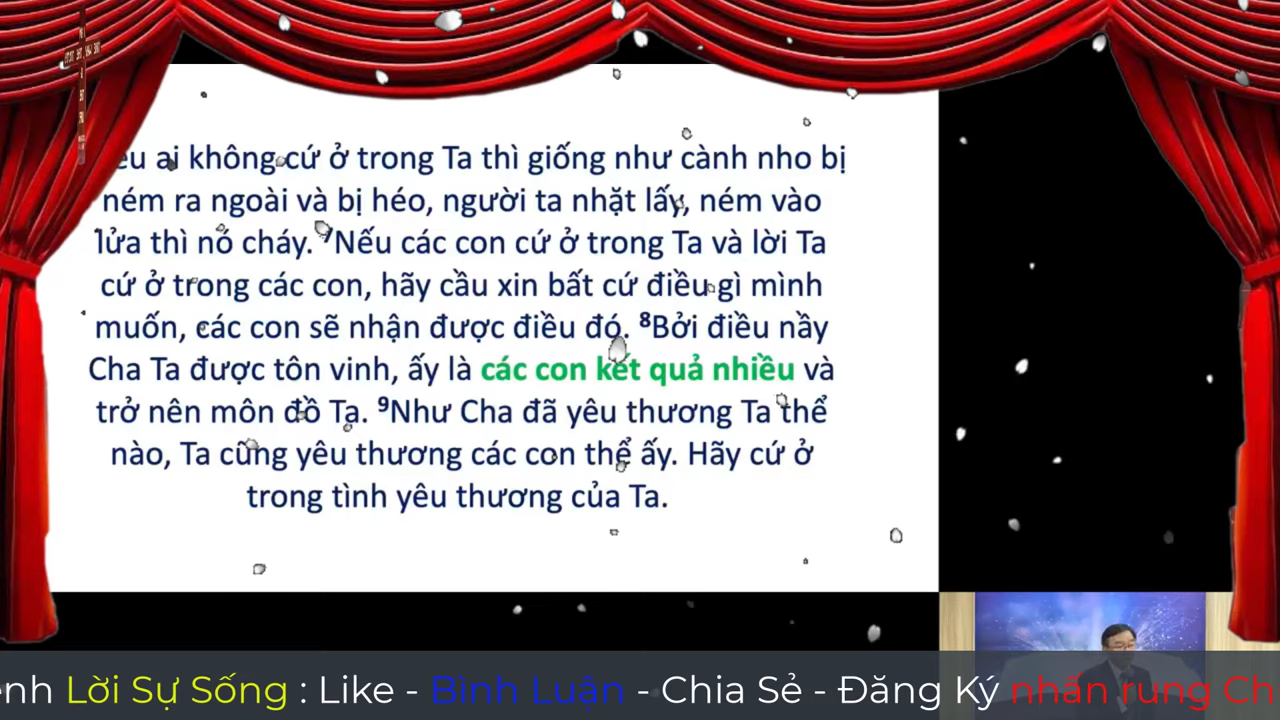 ai không cứ ở trong Ta thì giống như cành nho bị
ném ra ngoài và bị héo, người ta nhặt lấy, ném vào
lửa thì nó cháy. ⁷Nếu các con cứ ở trong Ta và lời Ta
cứ ở trong các con, hãy cầu xin bất cứ điều gì mình
muốn, các con sẽ nhận được điều đó. ⁸Bởi điều nầy
Cha Ta được tôn vinh, ấy là các con kết quả nhiều và
trở nên môn đồ Ta. ⁹Như Cha đã yêu thương Ta thể
nào, Ta cũng yêu thương các con thể ấy. Hãy cứ ở
trong tình yêu thương của Ta.
Lời Sự Sống : Like - Bình Luận - Chia Sẻ - Đăng Ký nhấn rung